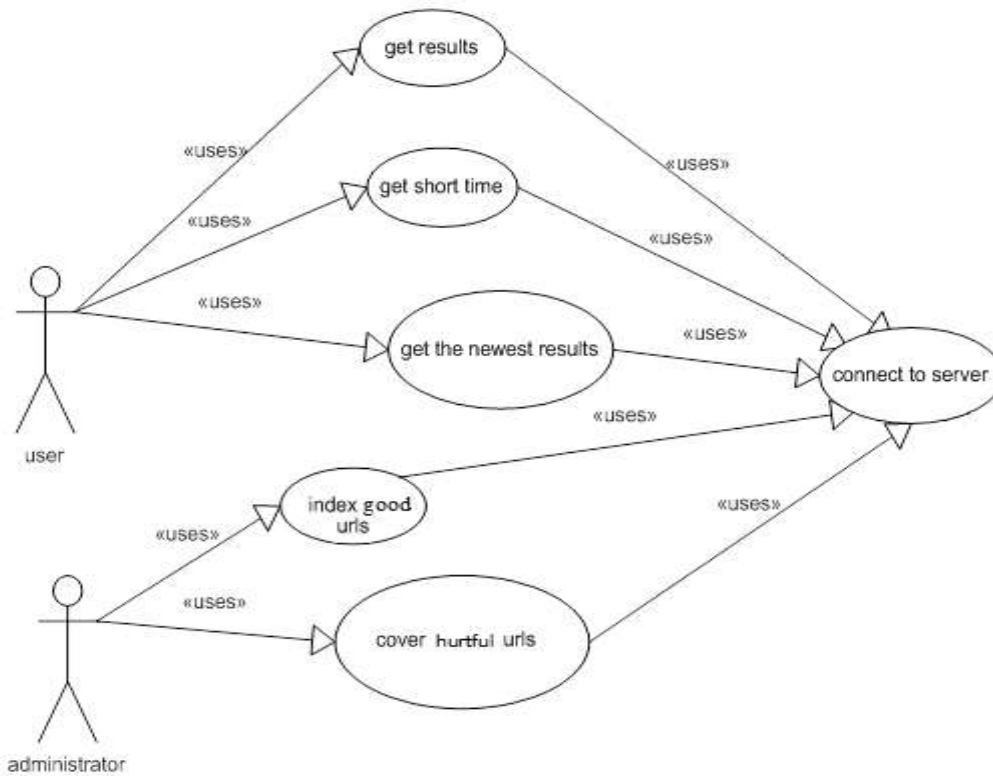 get results
«uses»
«uses»
get short time
«uses»
«uses»
«uses»
get the newest results
«uses»
connect to server
user
«uses»
index good
urls
«uses»
«uses»
«uses»
cover hurtful urls
administrator